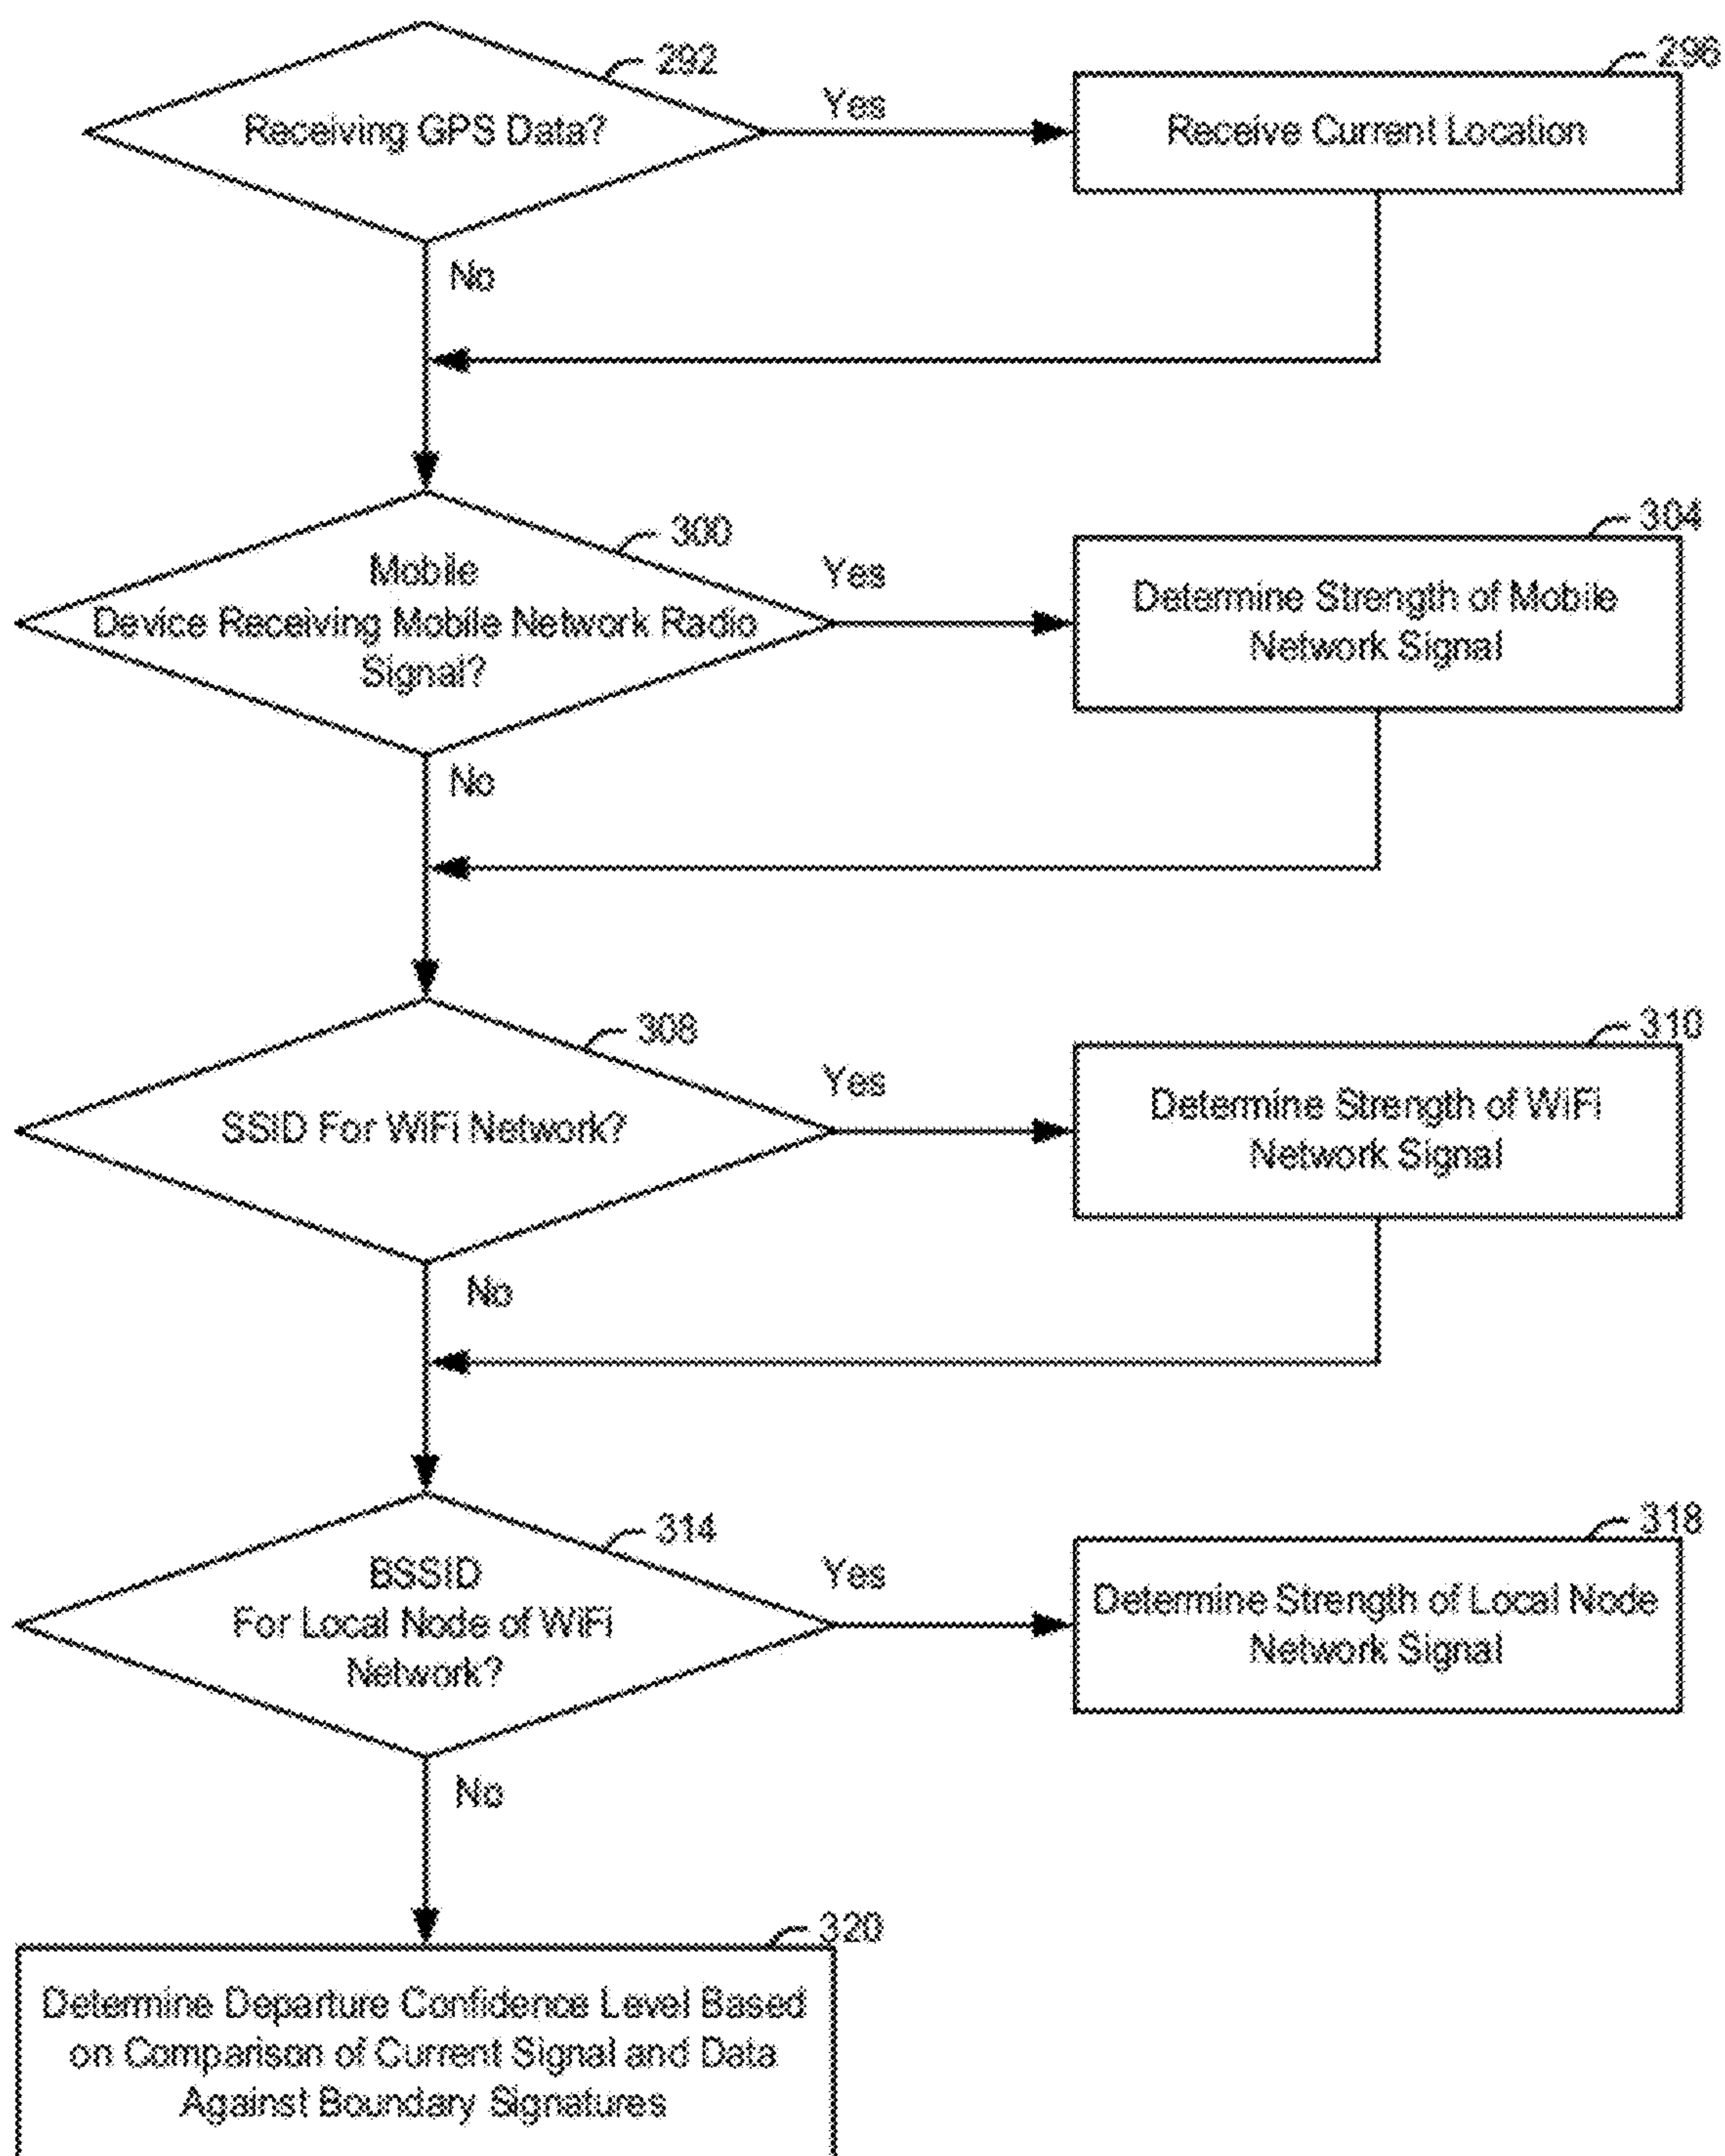 292
Receiving GPS Data?
Yes
296
Receive Current Location
No
300
Mobile
Device Receiving Mobile Network Radio
Signal?
Yes
304
Determine Strength of Mobile
Network Signal
No
308
SSID For WiFi Network?
Yes
310
Determine Strength of WiFi
Network Signal
No
314
BSSID
For Local Node of WiFi
Network?
Yes
318
Determine Strength of Local Node
Network Signal
No
320
Determine Departure Confidence Level Based
on Comparison of Current Signal and Data
Against Boundary Signatures